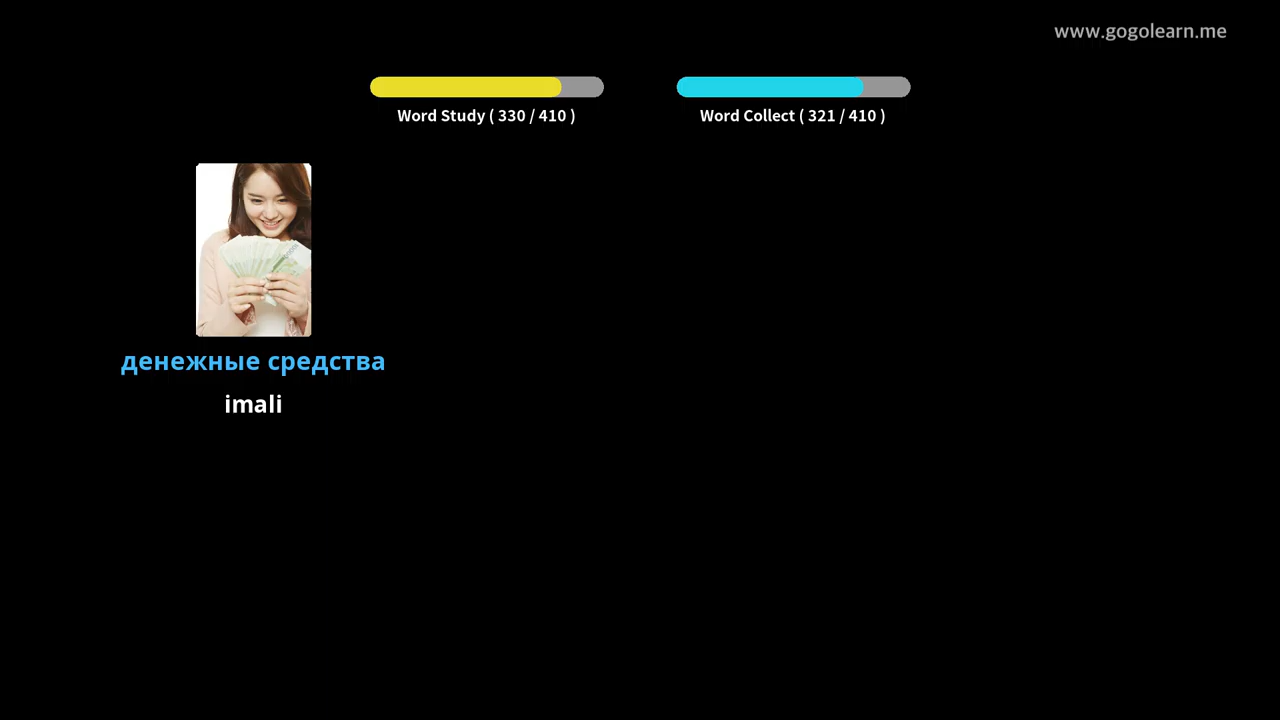 www.gogolearn.me
Word Study ( 330 / 410 )
Word Collect ( 321 / 410 )
денежные средства
imali